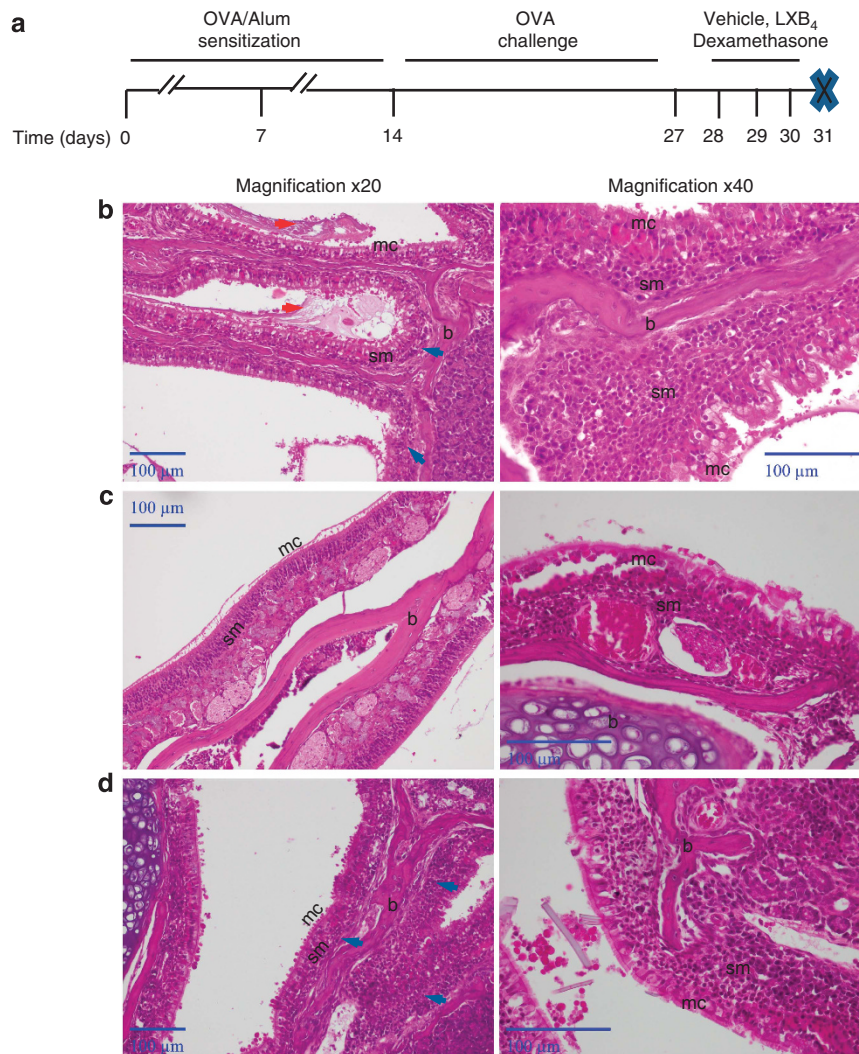 a
OVA/Alum
sensitization
OVA
challenge
Vehicle, LXB4
Dexamethasone
Time (days) 0 7 14 27 28 29 30 31
Magnification x20
Magnification x40
b
mc
b
sm
100 µm
mc
sm
b
sm
mc
100 µm
c
100 µm
mc
sm
b
mc
sm
b
100 µm
d
mc
sm
b
100 µm
b
sm
mc
100 µm